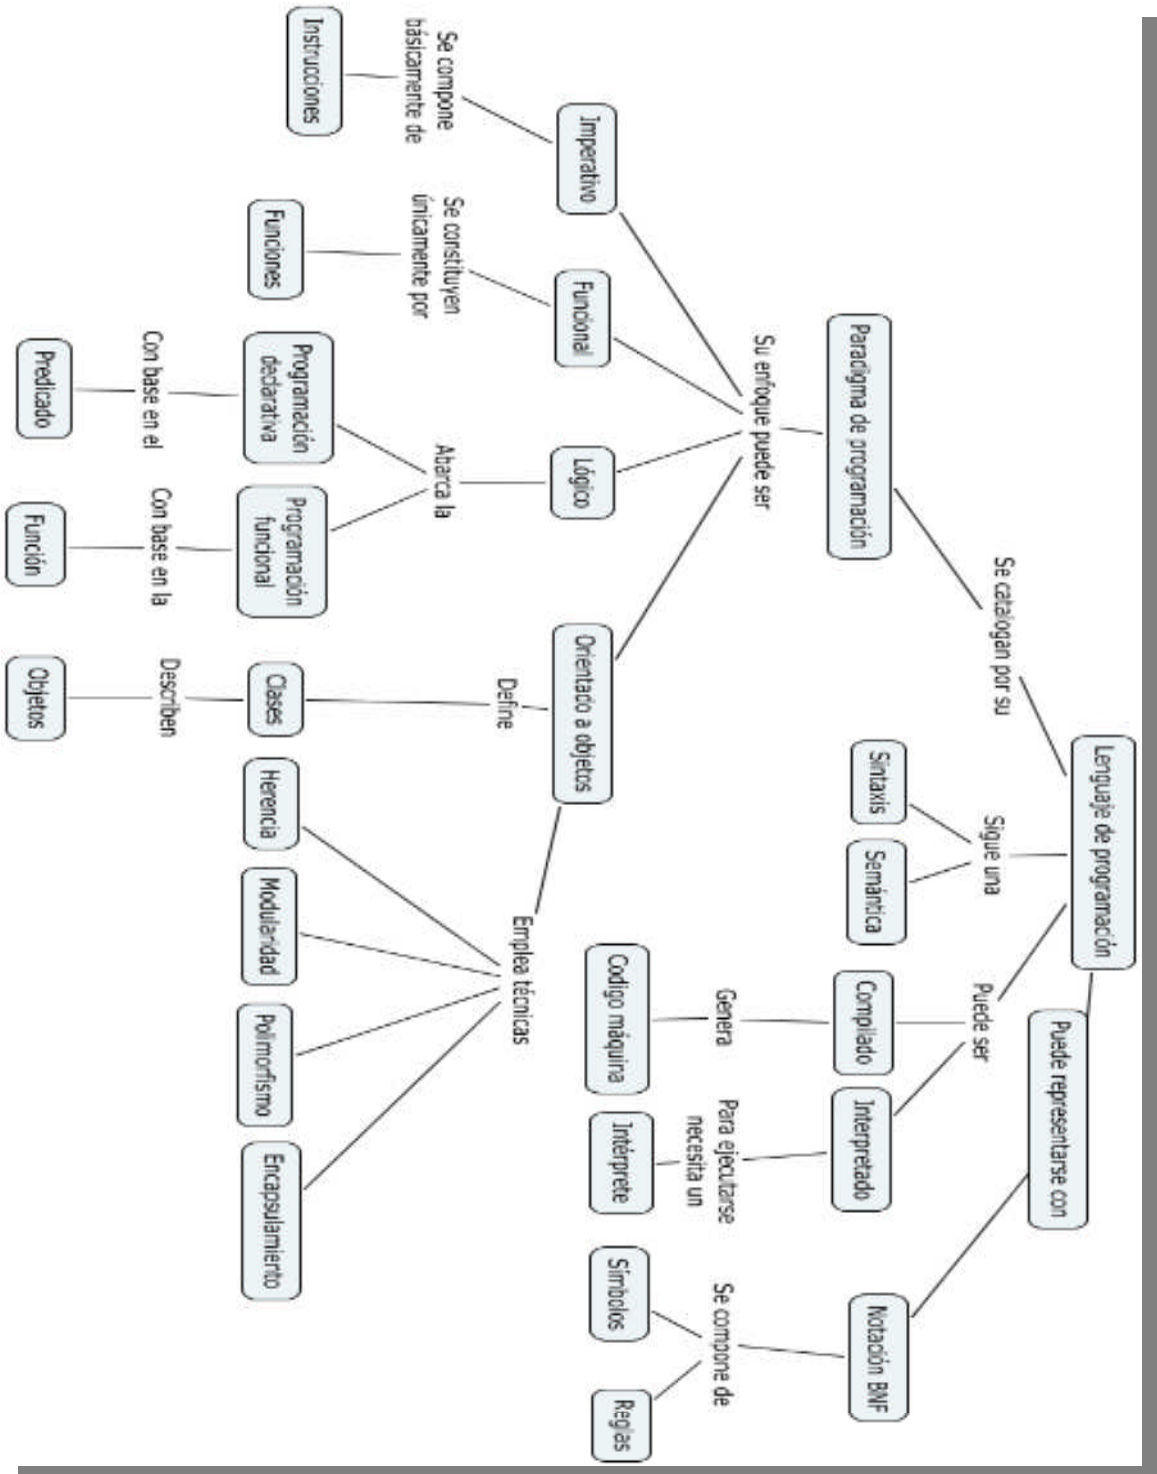 Lenguaje de programación
Puede representarse con
Se catalogan por su
Sigue una
Puede ser
Paradigma de programación
Sintaxis
Semántica
Compilado
Interpretado
Notación BNF
Su enfoque puede ser
Genera
Para ejecutarse
necesita un
Se compone de
Imperativo
Funcional
Lógico
Orientado a objetos
Codigo máquina
Intérprete
Símbolos
Reglas
Se compone
básicamente de
Se constituyen
únicamente por
Abarca la
Define
Emplea técnicas
Instrucciones
Funciones
Programación
declarativa
Programación
funcional
Clases
Herencia
Modularidad
Polimorfismo
Encapsulamiento
Con base en el
Con base en la
Describen
Predicado
Función
Objetos